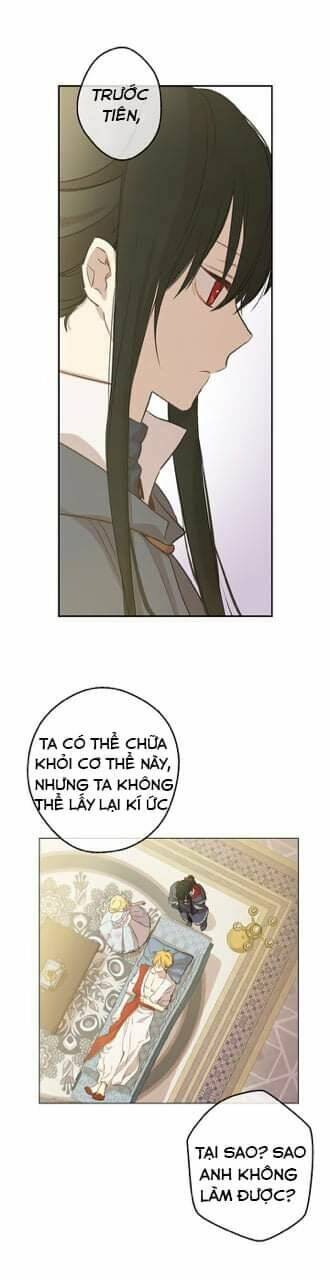 TRƯỚC
TIÊN,
TA CÓ THỂ CHỮA
KHỎI CƠ THỂ NÀY,
NHƯNG TA KHÔNG
THỂ LẤY LẠI KÍ ỨC
TẠI SAO? SAO
ANH KHÔNG
LÀM ĐƯỢC?